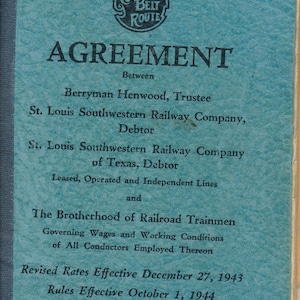 BELT
ROUTE
AGREEMENT
Between
Berryman Henwood, Trustee
St. Louis Southwestern Railway Company,
Debtor
St. Louis Southwestern Railway Company
of Texas, Debtor
Leased, Operated and Independent Lines
and
The Brotherhood of Railroad Trainmen
Governing Wages and Working Conditions
of All Conductors Employed Thereon
Revised Rates Effective December 27, 1943
Rules Effective October 1, 1944